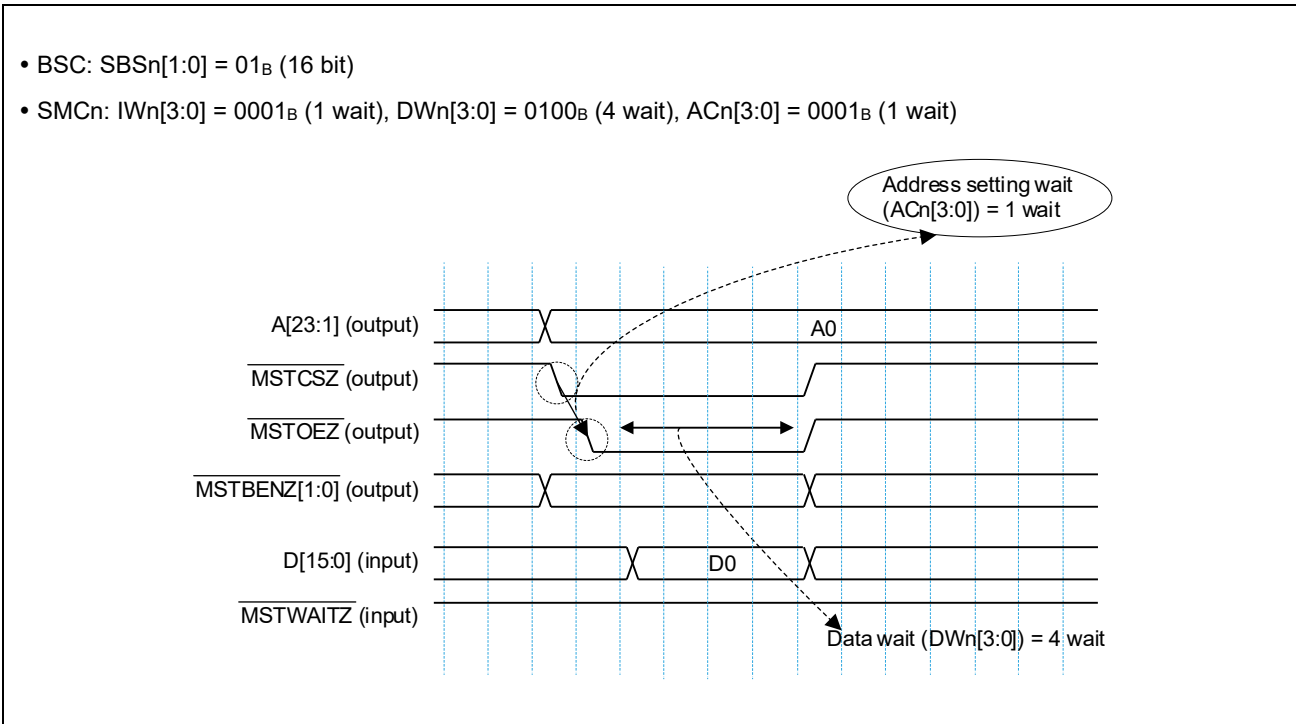 • BSC: SBSn[1:0] = 01B (16 bit)
• SMCn: IWn[3:0] = 0001B (1 wait), DWn[3:0] = 0100B (4 wait), ACn[3:0] = 0001B (1 wait)
Address setting wait
(ACn[3:0]) = 1 wait
A[23:1] (output)
A0
MSTCSZ (output)
MSTOEZ (output)
MSTBENZ[1:0] (output)
D[15:0] (input)
D0
MSTWAITZ (input)
Data wait (DWn[3:0]) = 4 wait